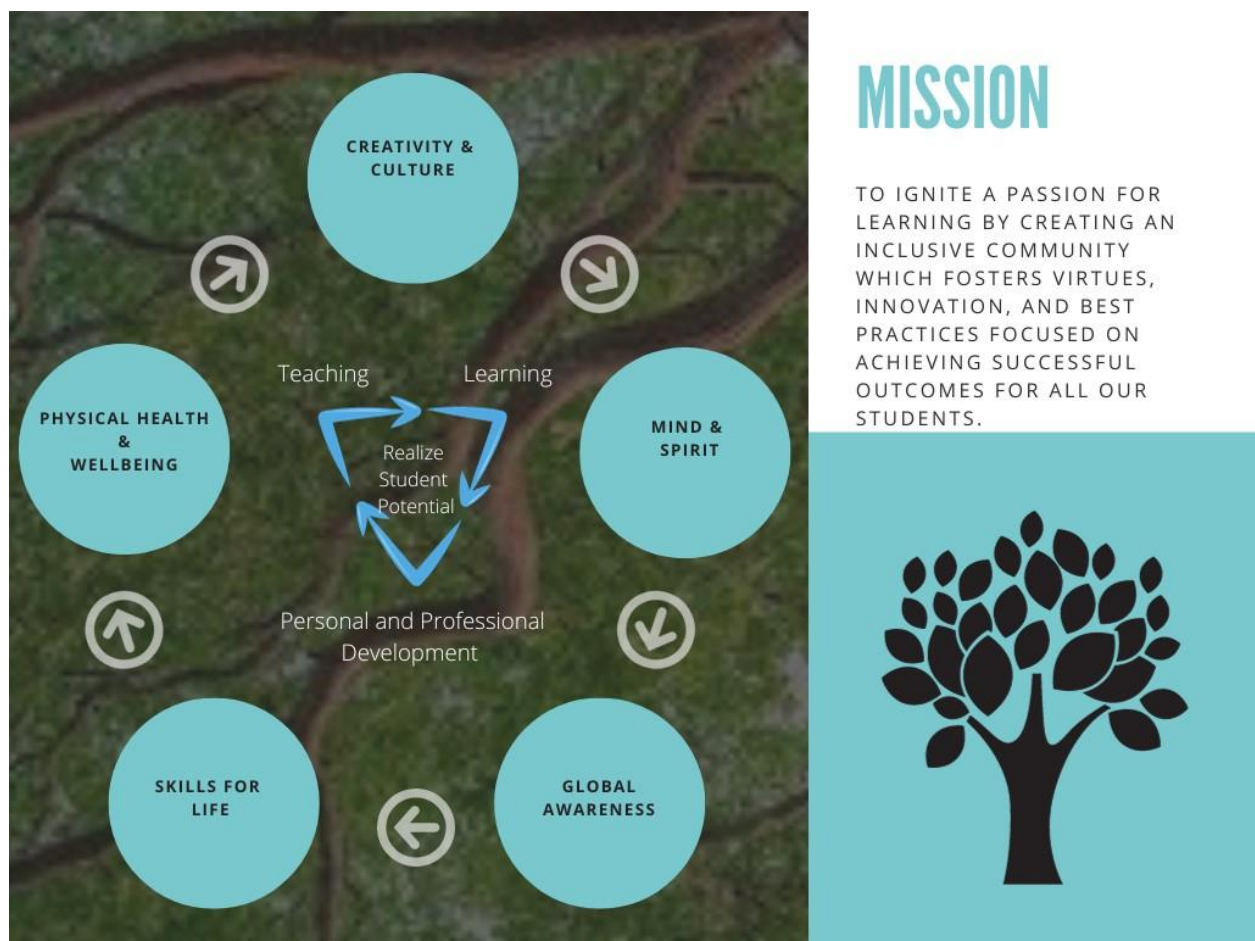 CREATIVITY &
CULTURE
MIND &
SPIRIT
GLOBAL
AWARENESS
SKILLS FOR
LIFE
PHYSICAL HEALTH
&
WELLBEING
Teaching
Learning
Realize
Student
Potential
Personal and Professional
Development
MISSION
TO IGNITE A PASSION FOR
LEARNING BY CREATING AN
INCLUSIVE COMMUNITY
WHICH FOSTERS VIRTUES,
INNOVATION, AND BEST
PRACTICES FOCUSED ON
ACHIEVING SUCCESSFUL
OUTCOMES FOR ALL OUR
STUDENTS.